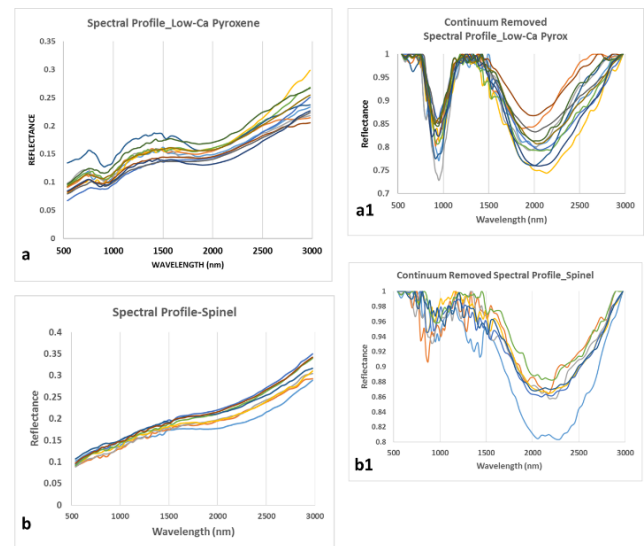 Spectral Profile_Low-Ca Pyroxene
0.35
0.3
0.25
0.2
0.15
0.1
0.05
0
REFLECTANCE
500 1000 1500 2000 2500 3000
WAVELENGTH (nm)
a
Continuum Removed
Spectral Profile_Low-Ca Pyrox
1
0.95
0.9
0.85
0.8
0.75
0.7
Reflectance
500 1000 1500 2000 2500 3000
Wavelength (nm)
a1
Spectral Profile-Spinel
0.4
0.35
0.3
0.25
0.2
0.15
0.1
0.05
0
Reflectance
500 1000 1500 2000 2500 3000
Wavelength (nm)
b
Continuum Removed Spectral Profile_Spinel
1
0.98
0.96
0.94
0.92
0.9
0.88
0.86
0.84
0.82
0.8
Reflectance
500 1000 1500 2000 2500 3000
Wavelength (nm)
b1